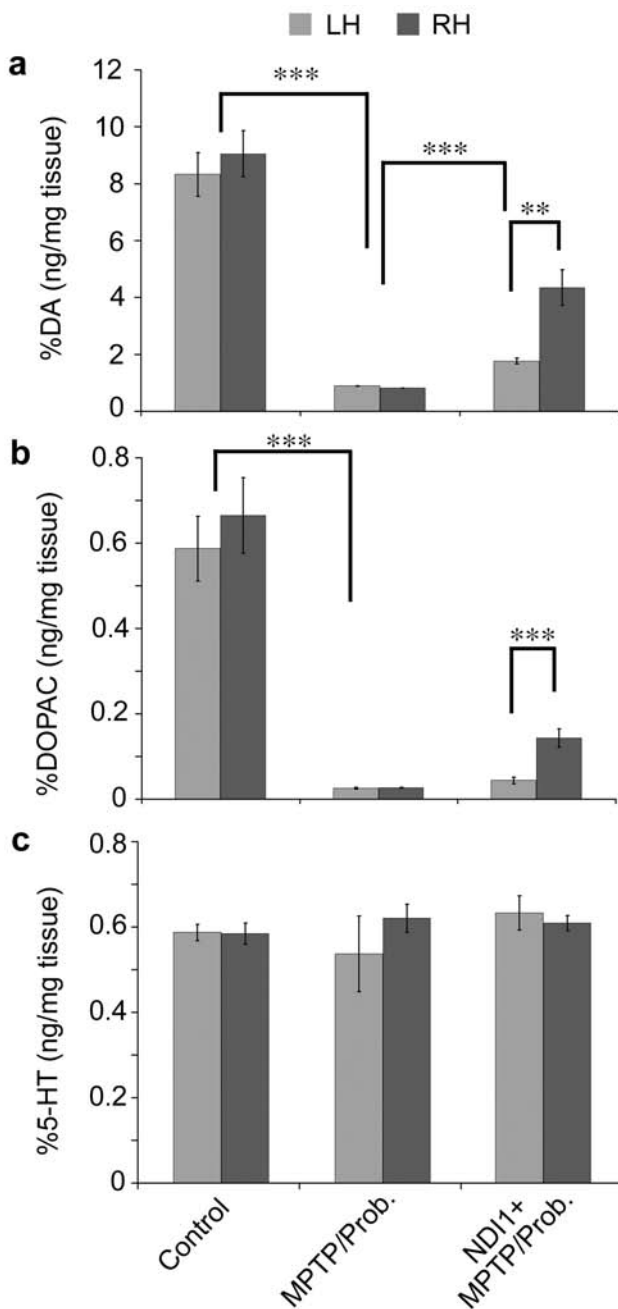 LH RH
a
%DA (ng/mg tissue)
12
10
8
6
4
2
0
***
***
**
b
%DOPAC (ng/mg tissue)
0.8
0.6
0.4
0.2
0
***
***
c
%5-HT (ng/mg tissue)
0.8
0.6
0.4
0.2
0
Control
MPTP/Prob.
NDI1+
MPTP/Prob.